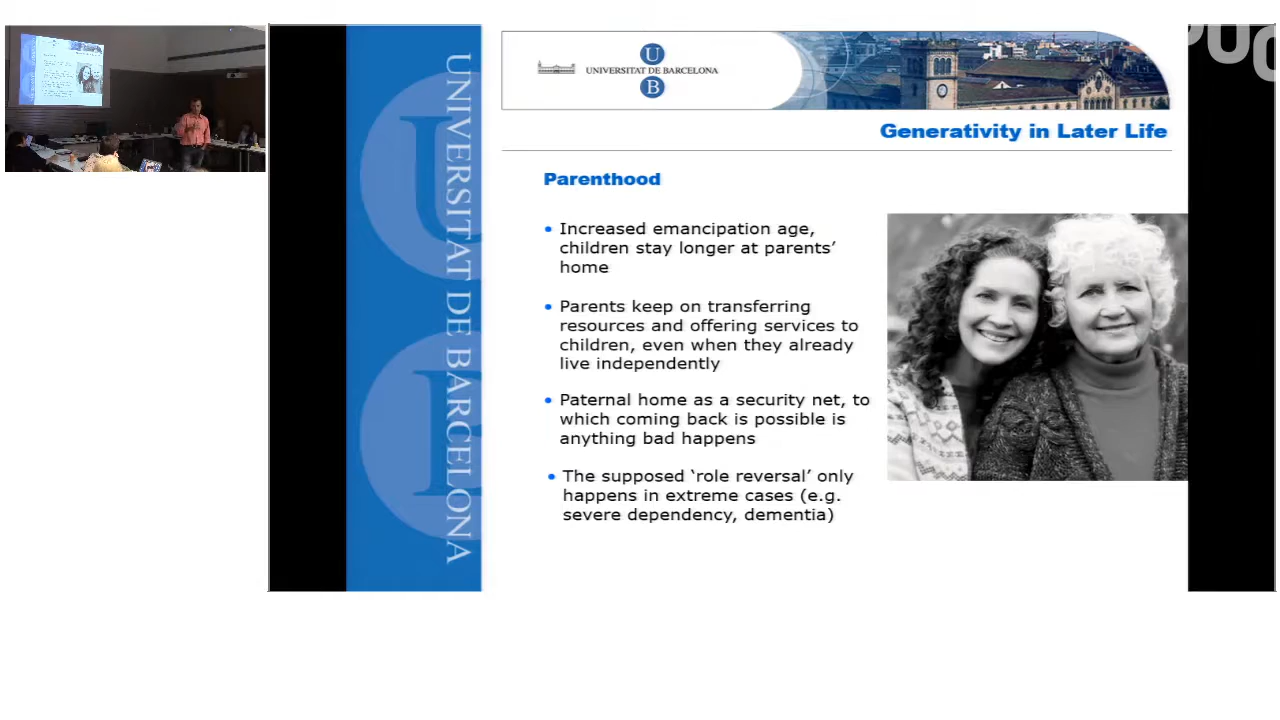 UNIVERSITAT DE BARCELONA
U
UNIVERSITAT DE BARCELONA
B
Generativity in Later Life
Parenthood
• Increased emancipation age,
children stay longer at parents’
home
• Parents keep on transferring
resources and offering services to
children, even when they already
live independently
• Paternal home as a security net, to
which coming back is possible is
anything bad happens
• The supposed ‘role reversal’ only
happens in extreme cases (e.g.
severe dependency, dementia)